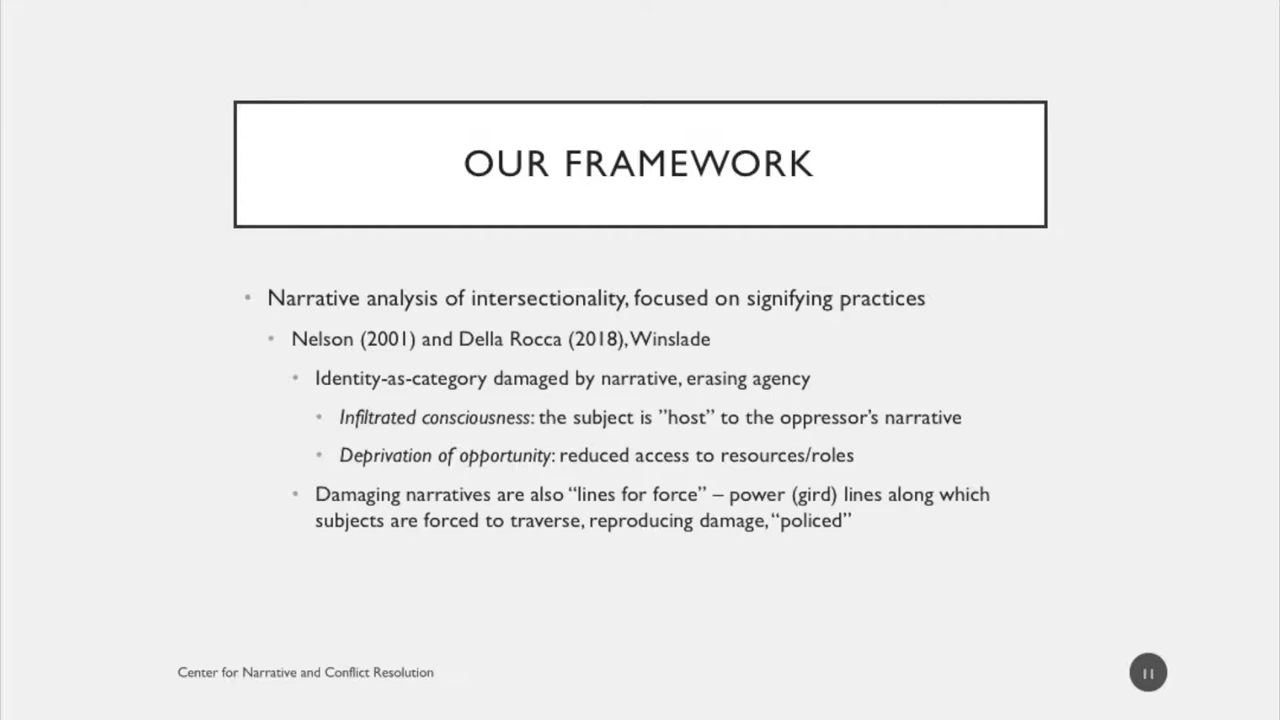 OUR FRAMEWORK
• Narrative analysis of intersectionality, focused on signifying practices
• Nelson (2001) and Della Rocca (2018), Winslade
• Identity-as-category damaged by narrative, erasing agency
• Infiltrated consciousness: the subject is ”host” to the oppressor’s narrative
• Deprivation of opportunity: reduced access to resources/roles
• Damaging narratives are also “lines for force” – power (gird) lines along which
subjects are forced to traverse, reproducing damage, “policed”
Center for Narrative and Conflict Resolution
11